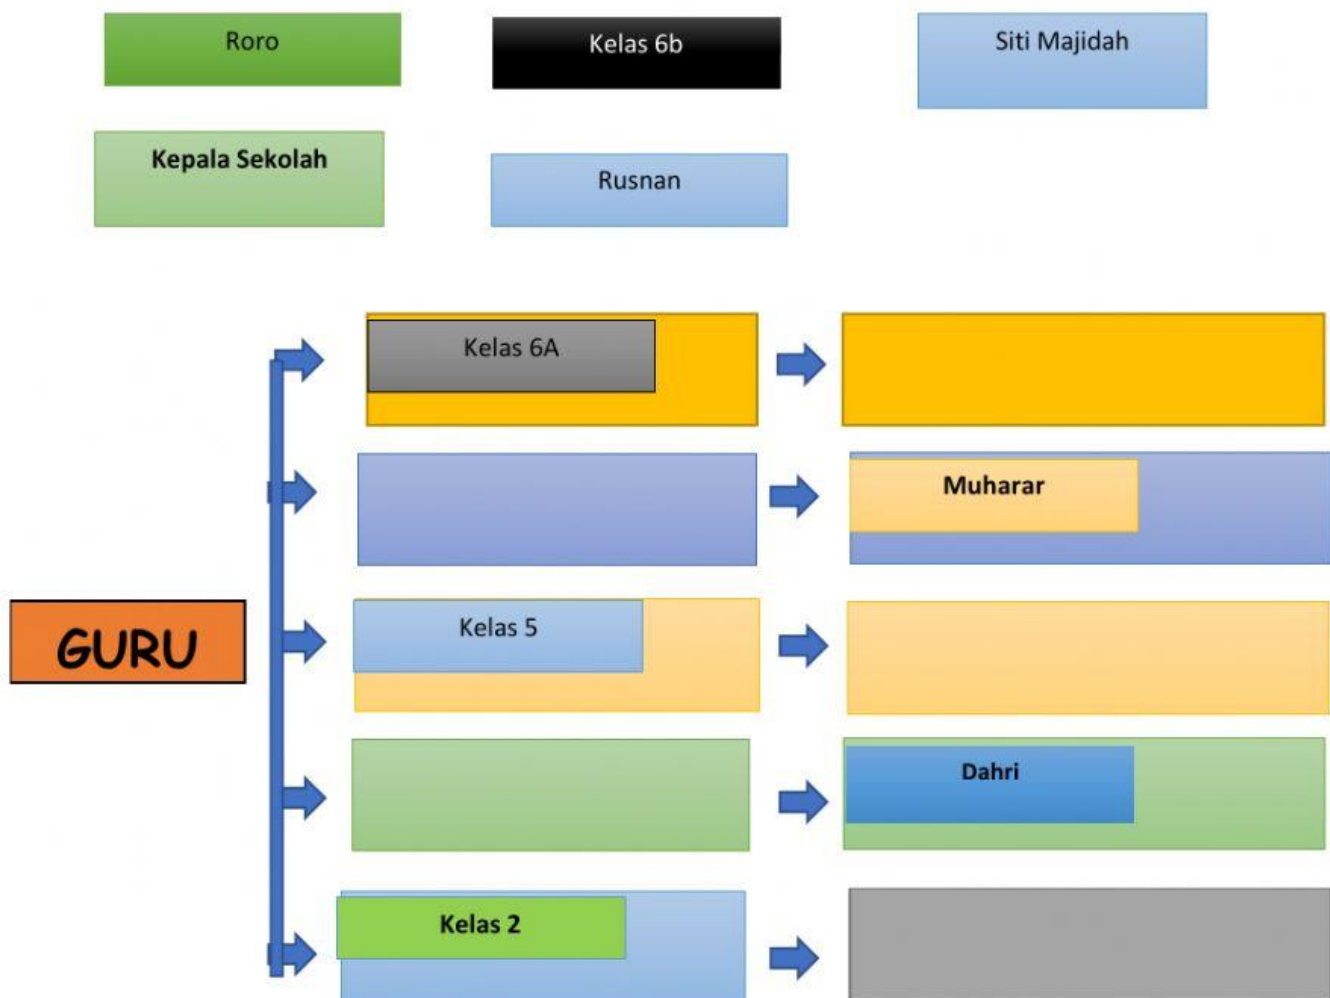 Roro
Kelas 6b
Siti Majidah
Kepala Sekolah
Rusnan
Kelas 6A
Muharar
GURU
Kelas 5
Dahri
Kelas 2